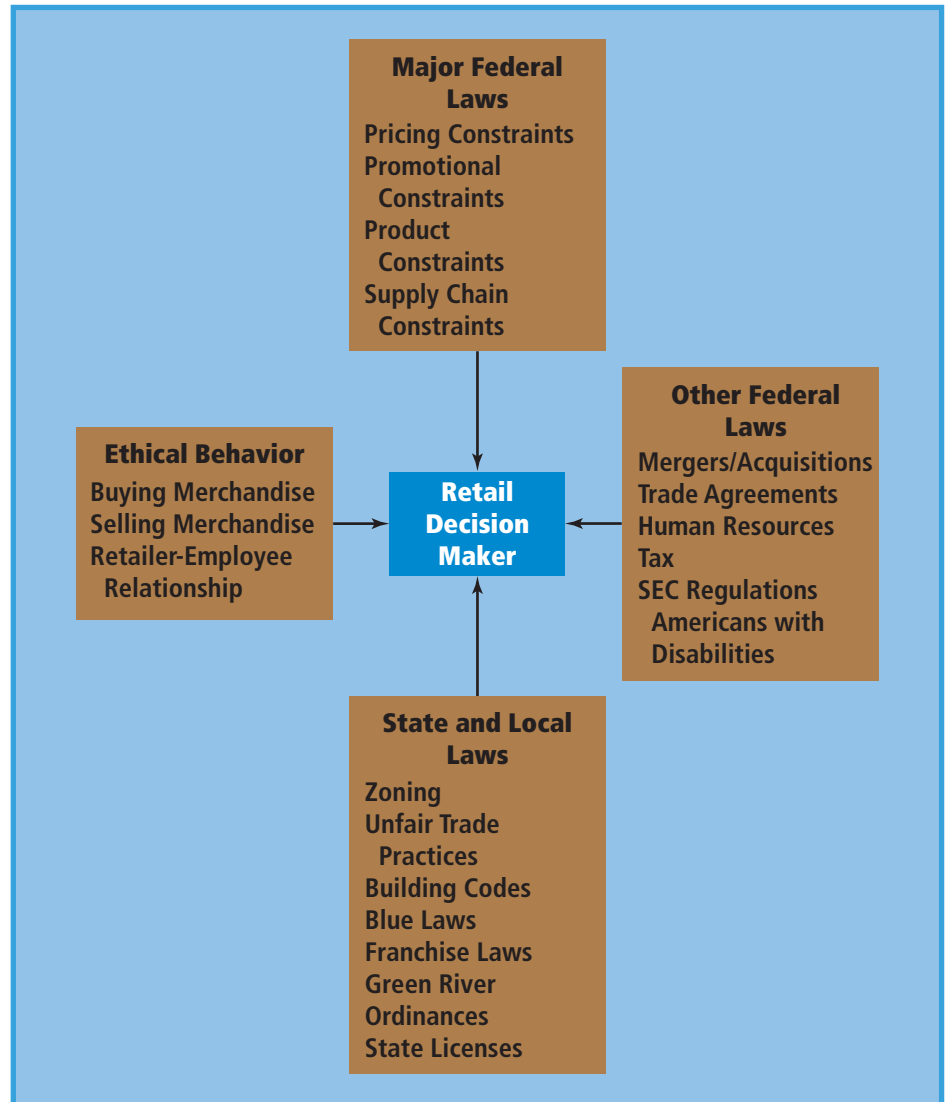 Major Federal
Laws
Pricing Constraints
Promotional
Constraints
Product
Constraints
Supply Chain
Constraints
Ethical Behavior
Buying Merchandise
Selling Merchandise
Retailer-Employee
Relationship
Retail
Decision
Maker
Other Federal
Laws
Mergers/Acquisitions
Trade Agreements
Human Resources
Tax
SEC Regulations
Americans with
Disabilities
State and Local
Laws
Zoning
Unfair Trade
Practices
Building Codes
Blue Laws
Franchise Laws
Green River
Ordinances
State Licenses